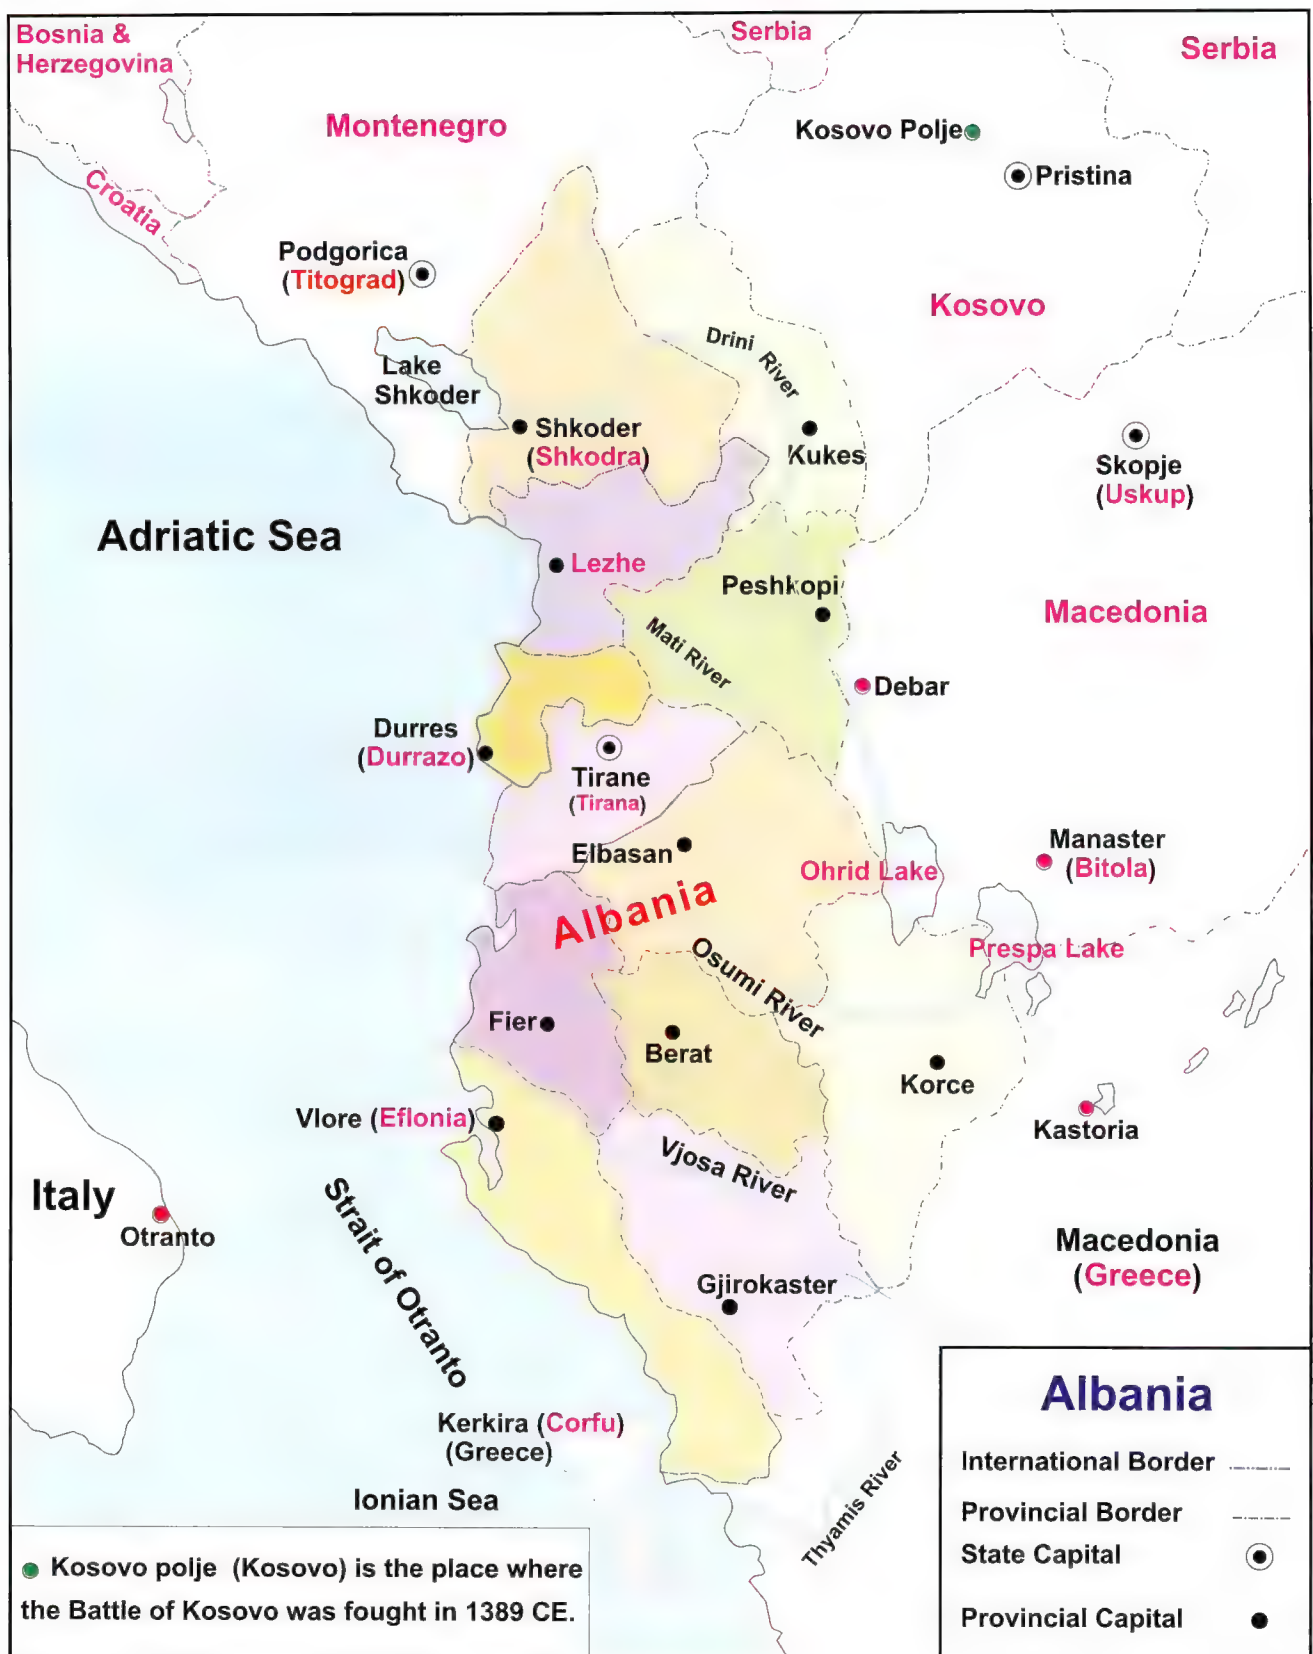 Bosnia &
Herzegovina
Serbia
Serbia
Montenegro
Kosovo Polje
Pristina
Croatia
Podgorica
(Titograd)
Kosovo
Drini River
Lake
Shkoder
Shkoder
(Shkodra)
Kukes
Skopje
(Uskup)
Adriatic Sea
Lezhe
Peshkopi
Macedonia
Mati River
Debar
Durres
(Durrazo)
Tirane
(Tirana)
Elbasan
Manaster
(Bitola)
Ohrid Lake
Albania
Prespa Lake
Osumi River
Fier
Berat
Korce
Vlore (Eflonia)
Kastoria
Vjosa River
Italy
Otranto
Strait of Otranto
Macedonia
(Greece)
Gjirokaster
Kerkira (Corfu)
(Greece)
Ionian Sea
Thyamis River
Kosovo polje (Kosovo) is the place where
the Battle of Kosovo was fought in 1389 CE.
Albania
International Border
Provincial Border
State Capital
Provincial Capital